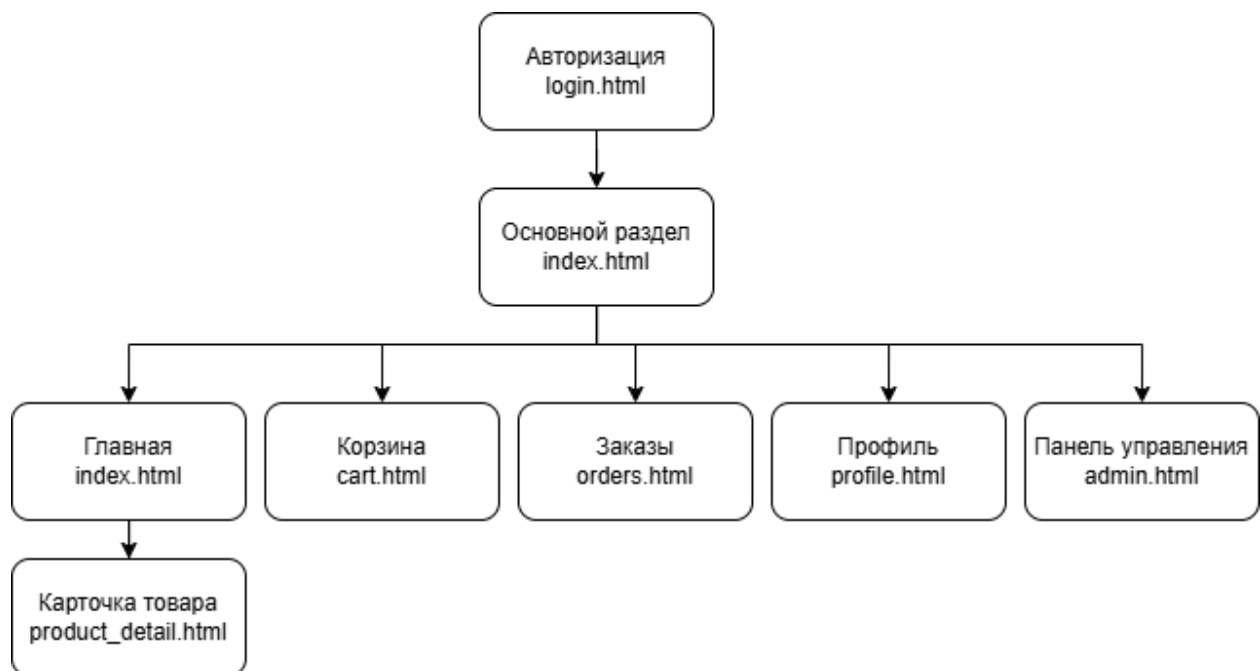 Авторизация
login.html
Основной раздел
index.html
Главная
index.html
Корзина
cart.html
Заказы
orders.html
Профиль
profile.html
Панель управления
admin.html
Карточка товара
product_detail.html